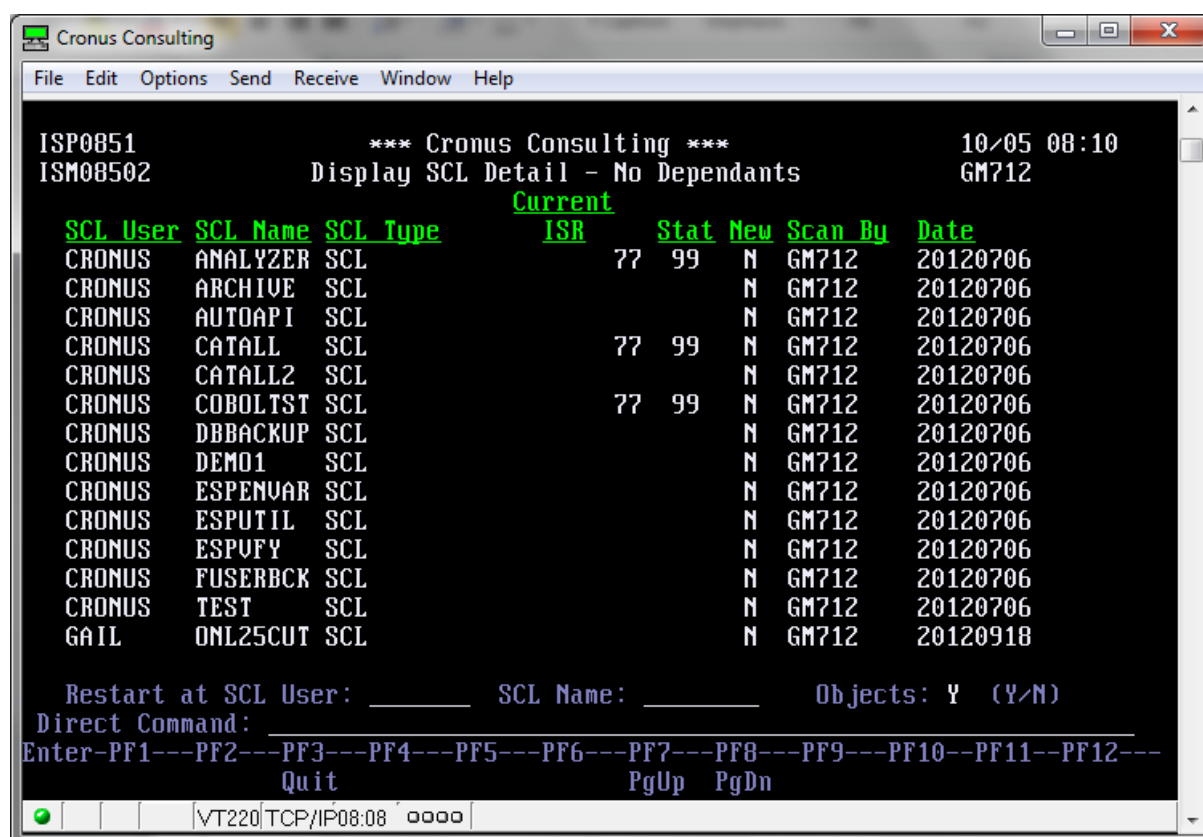 Cronus Consulting
File Edit Options Send Receive Window Help
ISP0851 *** Cronus Consulting *** 10/05 08:10
ISM08502 Display SCL Detail - No Dependants GM712
Current
SCL User SCL Name SCL Type ISR Stat New Scan By Date
CRONUS ANALYZER SCL 77 99 N GM712 20120706
CRONUS ARCHIVE SCL N GM712 20120706
CRONUS AUTOAPI SCL N GM712 20120706
CRONUS CATALL SCL 77 99 N GM712 20120706
CRONUS CATALL2 SCL N GM712 20120706
CRONUS COBOLTST SCL 77 99 N GM712 20120706
CRONUS DBBACKUP SCL N GM712 20120706
CRONUS DEMO1 SCL N GM712 20120706
CRONUS ESPENVAR SCL N GM712 20120706
CRONUS ESPUTIL SCL N GM712 20120706
CRONUS ESPVFY SCL N GM712 20120706
CRONUS FUSERBCK SCL N GM712 20120706
CRONUS TEST SCL N GM712 20120706
GAIL ONL25CUT SCL N GM712 20120918
Restart at SCL User: ________ SCL Name: ________ Objects: Y (Y/N)
Direct Command: ____________________________________________________________
Enter-PF1---PF2---PF3---PF4---PF5---PF6---PF7---PF8---PF9---PF10--PF11--PF12---
Quit PgUp PgDn
VT220 TCP/IP 08:08 oooo